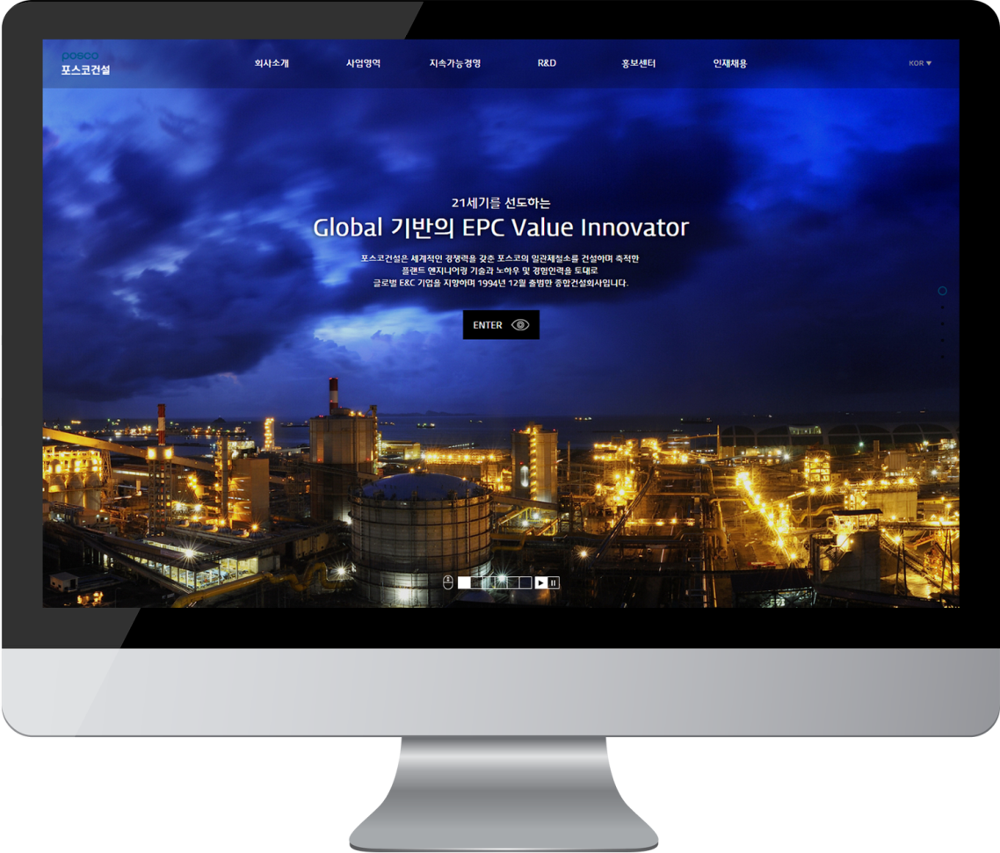 posco
포스코건설
회사소개
사업영역
지속가능경영
R&D
홍보센터
인재채용
KOR ▼
21세기를 선도하는
Global 기반의 EPC Value Innovator
포스코건설은 세계적인 경쟁력을 갖춘 포스코의 일관제철소를 건설하며 축적한
플랜트 엔지니어링 기술과 노하우 및 경험인력을 토대로
글로벌 E&C 기업을 지향하며 1994년 12월 출범한 종합건설회사입니다.
ENTER